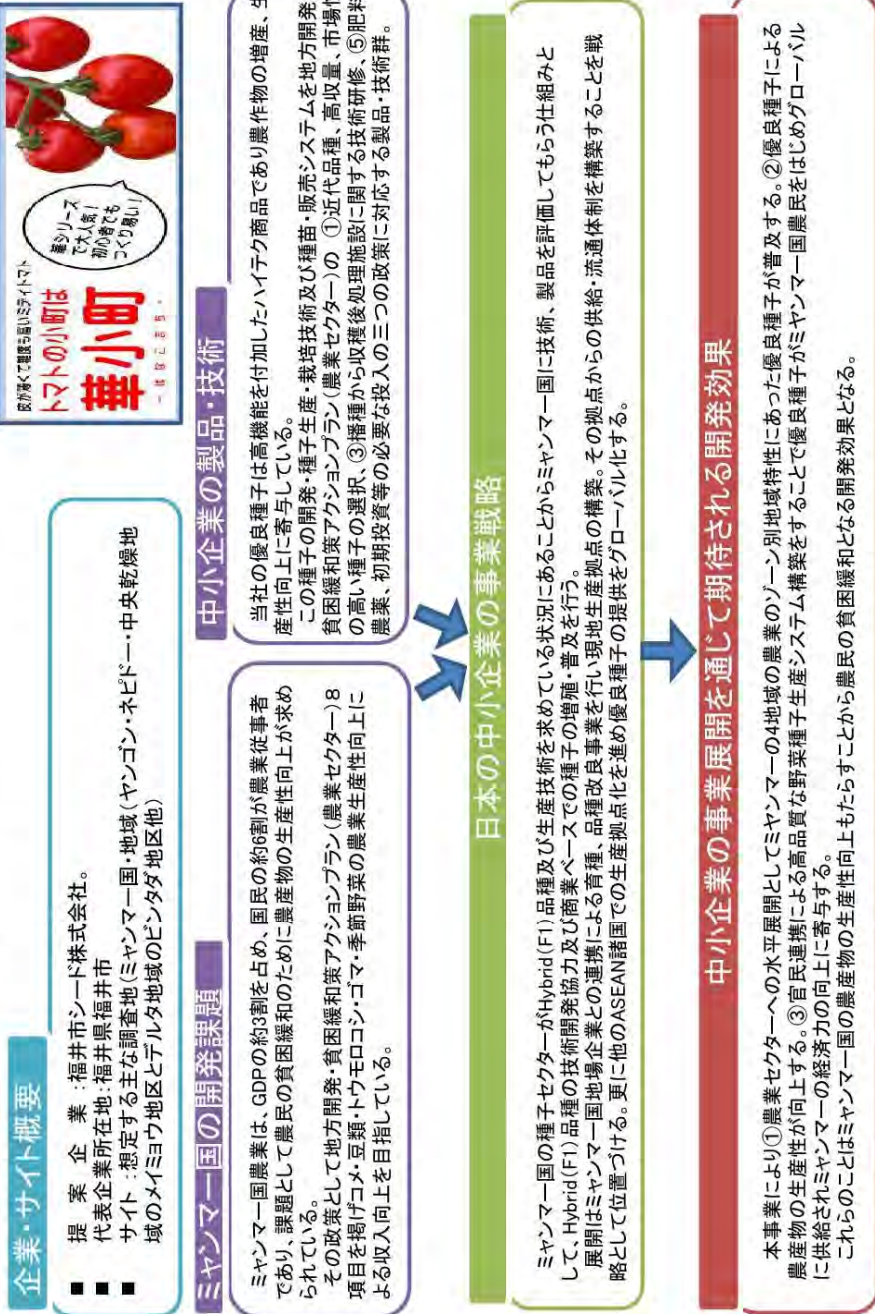 企業・サイト概要
■ 提 案 企 業 :福井市シード株式会社。
■ 代表企業所在地:福井県福井市
■ サイト :想定する主な調査地(ミャンマー国・地域(ヤンゴン・ネピドー・中央乾燥地
域のメイミョウ地区とデルタ地域のピンタダ地区他)
皮が薄くて糖度も高いミディトマト
トマトの小町は
華小町
-はなこまち-
華シリーズ
で大人気!
初心者でも
つくり易い!
ミャンマー国の開発課題
ミャンマー国農業は、GDPの約3割を占め、国民の約6割が農業従事者
であり、課題として農民の貧困緩和のために農産物の生産性向上が求め
られている。
その政策として地方開発・貧困緩和策アクションプラン(農業セクター)8
項目を掲げコメ・豆類・トウモロコシ・ゴマ・季節野菜の農業生産性向上に
よる収入向上を目指している。
中小企業の製品・技術
当社の優良種子は高機能を付加したハイテク商品であり農作物の増産、生
産性向上に寄与している。
この種子の開発・種子生産・栽培技術及び種苗・販売システムを地方開発
貧困緩和策アクションプラン(農業セクター)の ①近代品種、高収量、市場性
の高い種子の選択、③播種から収穫後処理施設に関する技術研修、⑤肥料
農薬、初期投資等の必要な投入の三つの政策に対応する製品・技術群。
日本の中小企業の事業戦略
ミャンマー国の種子セクターがHybrid(F1)品種及び生産技術を求めている状況にあることからミャンマー国に技術、製品を評価してもらう仕組みと
して、Hybrid(F1)品種の技術開発協力及び商業ベースでの種子の増殖・普及を行う。
展開はミャンマー国地場企業との連携による育種、品種改良事業を行い現地生産拠点の構築。その拠点からの供給・流通体制を構築することを戦
略として位置づける。更に他のASEAN諸国での生産拠点化を進め優良種子の提供をグローバル化する。
中小企業の事業展開を通じて期待される開発効果
本事業により①農業セクターへの水平展開としてミャンマーの4地域の農業のゾーン別地域特性にあった優良種子が普及する。②優良種子による
農産物の生産性が向上する。③官民連携による高品質な野菜種子生産システム構築をすることで優良種子がミャンマー国農民をはじめグローバル
に供給されミャンマーの経済力の向上に寄与する。
これらのことはミャンマー国の農産物の生産性向上もたらすことから農民の貧困緩和となる開発効果となる。